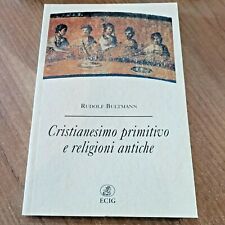 RUDOLF BULTMANN
Cristianesimo primitivo
e religioni antiche
ECIG